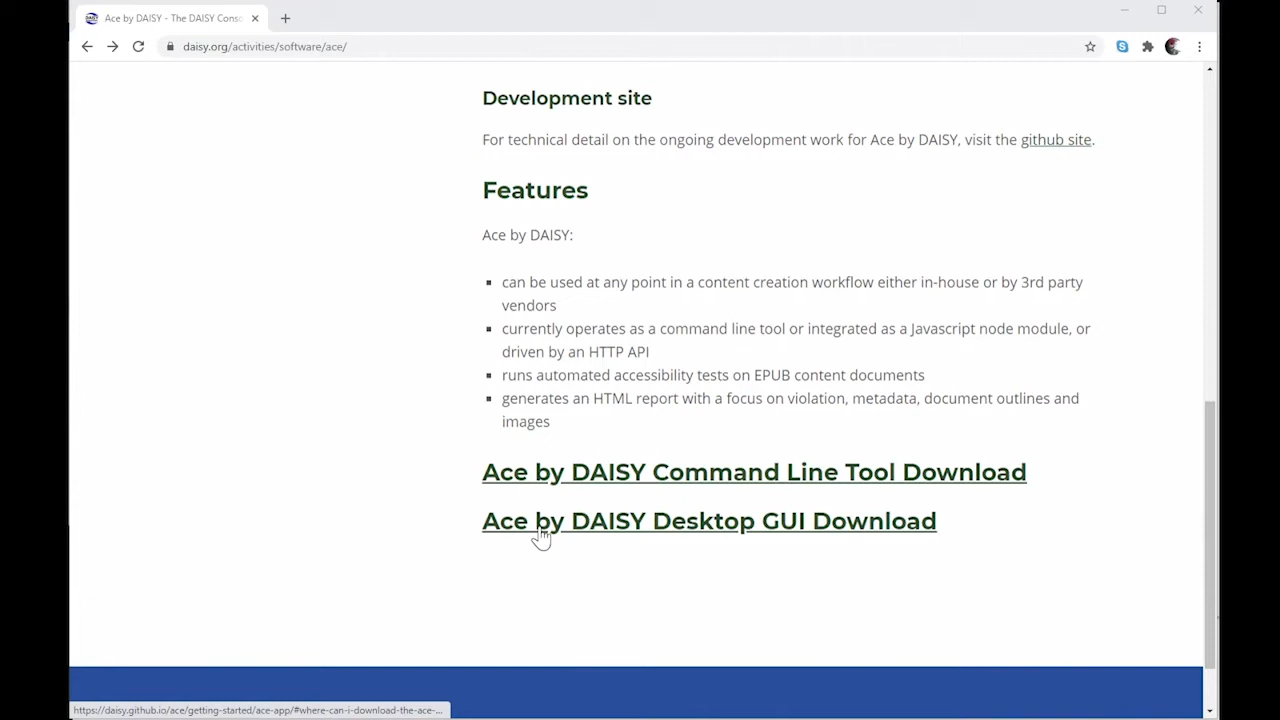 Ace by DAISY - The DAISY Conso
daisy.org/activities/software/ace/
Development site
For technical detail on the ongoing development work for Ace by DAISY, visit the github site.
Features
Ace by DAISY:
can be used at any point in a content creation workflow either in-house or by 3rd party
vendors
currently operates as a command line tool or integrated as a Javascript node module, or
driven by an HTTP API
runs automated accessibility tests on EPUB content documents
generates an HTML report with a focus on violation, metadata, document outlines and
images
Ace by DAISY Command Line Tool Download
Ace by DAISY Desktop GUI Download
https://daisy.github.io/ace/getting-started/ace-app/#where-can-i-download-the-ace-...